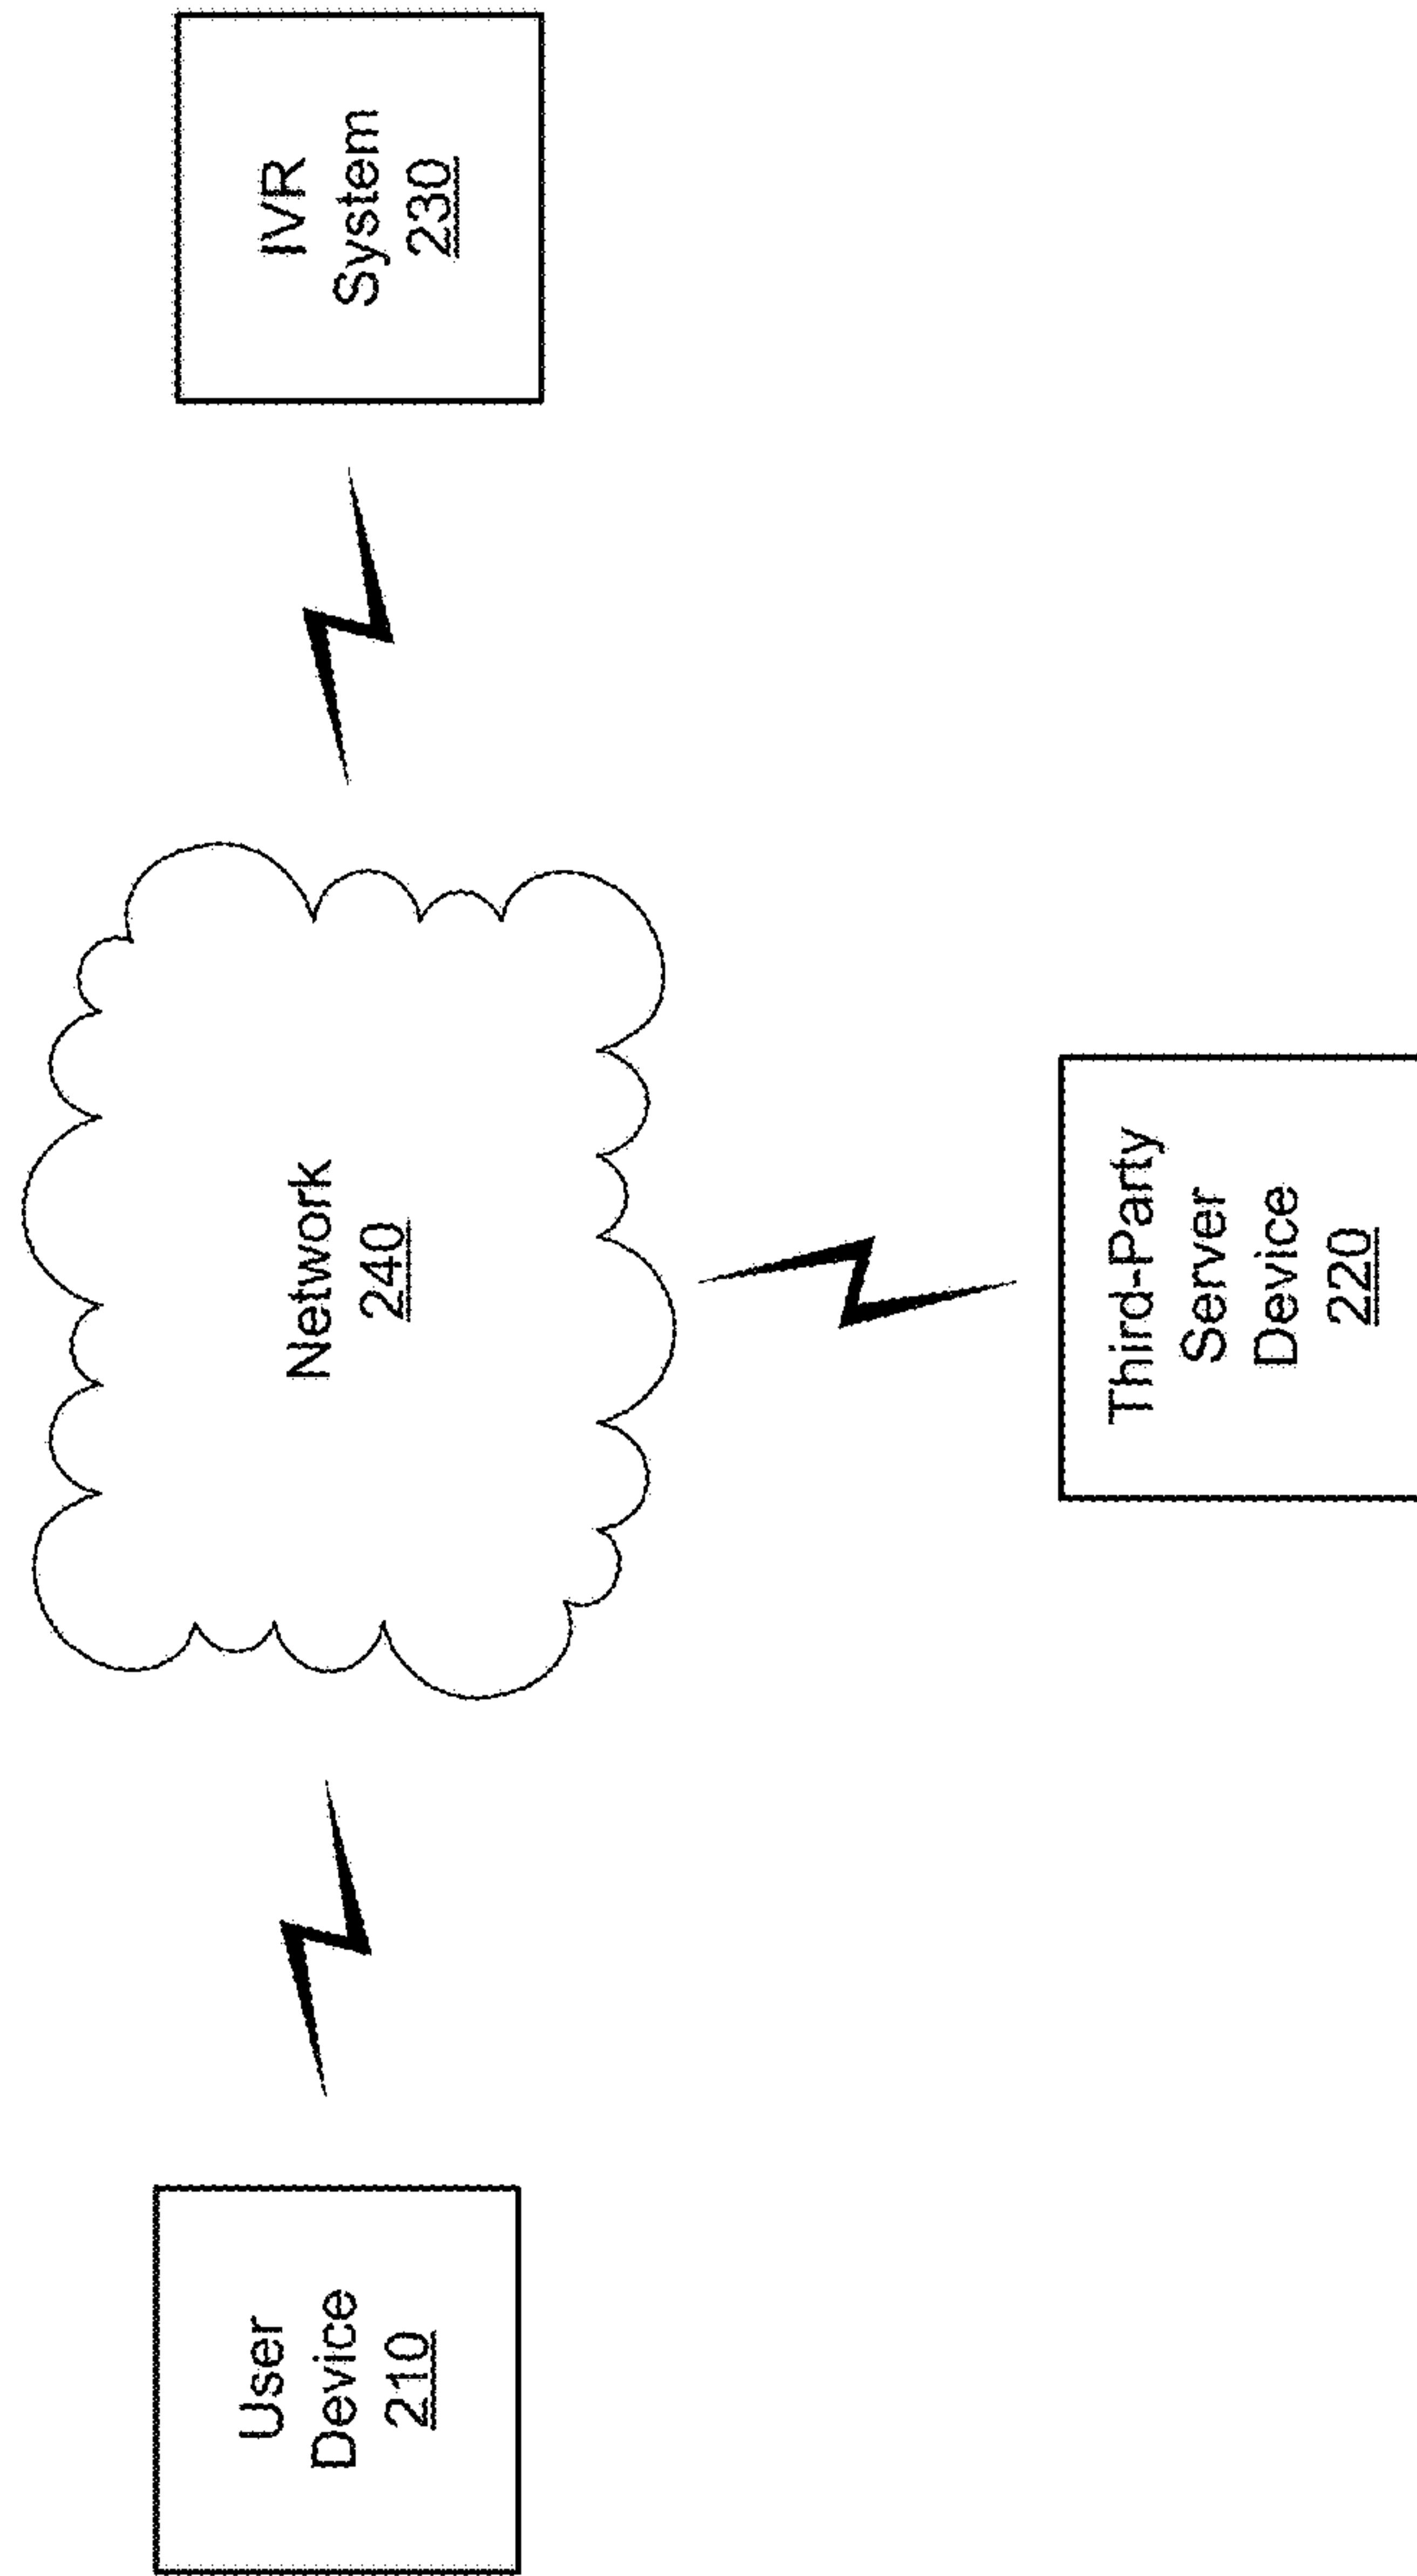 User
Device
210
Network
240
IVR
System
230
Third-Party
Server
Device
220